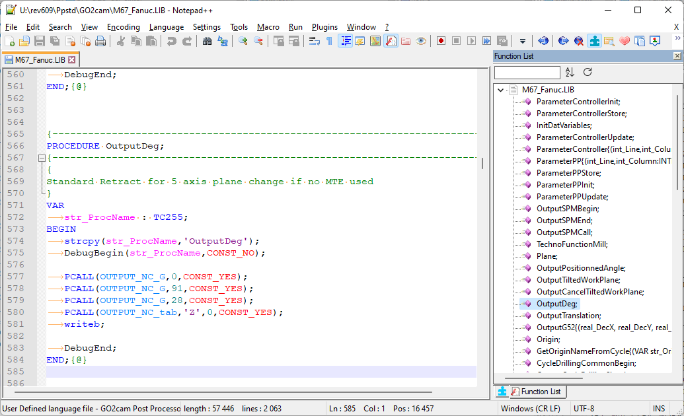 U:\rev609\Ppstd\GO2cam\M67_Fanuc.LIB - Notepad++
File Edit Search View Encoding Language Settings Tools Macro Run Plugins Window ?
M67_Fanuc.LIB
560 DebugEnd;
561 END;{@}
562
563
564
565 {
566 PROCEDURE OutputDeg;
567 {
568 {
569 Standard Retract for 5 axis plane change if no MTE used
570 }
571 VAR
572 str_ProcName : TC255;
573 BEGIN
574 strcpy(str_ProcName,'OutputDeg');
575 DebugBegin(str_ProcName,CONST_NO);
576
577 PCALL(OUTPUT_NC_G,0,CONST_YES);
578 PCALL(OUTPUT_NC_G,91,CONST_YES);
579 PCALL(OUTPUT_NC_G,28,CONST_YES);
580 PCALL(OUTPUT_NC_tab,'Z',0,CONST_YES);
581 writeb;
582
583 DebugEnd;
584 END;{@}
585
586
Function List
M67_Fanuc.LIB
ParameterControllerInit;
ParameterControllerStore;
InitDatVariables;
ParameterControllerUpdate;
ParameterController{(int_Line,int_Colum
ParameterPP{(int_Line,int_Column:INT
ParameterPPStore;
ParameterPPInit;
ParameterPPUpdate;
OutputSPMBegin;
OutputSPMEnd;
OutputSPMCall;
TechnoFunctionMill;
Plane;
OutputPositionnedAngle;
OutputTiltedWorkPlane;
OutputCancelTiltedWorkPlane;
OutputDeg;
OutputTranslation;
OutputG52{(real_DecX, real_DecY, real_
Origin;
GetOriginNameFromCycle{(VAR str_Or
CycleDrillingCommonBegin;
Function List
User Defined language file - GO2cam Post Processo length : 57 446 lines : 2 063 Ln : 585 Col : 1 Pos : 16 457 Windows (CR LF) UTF-8 INS